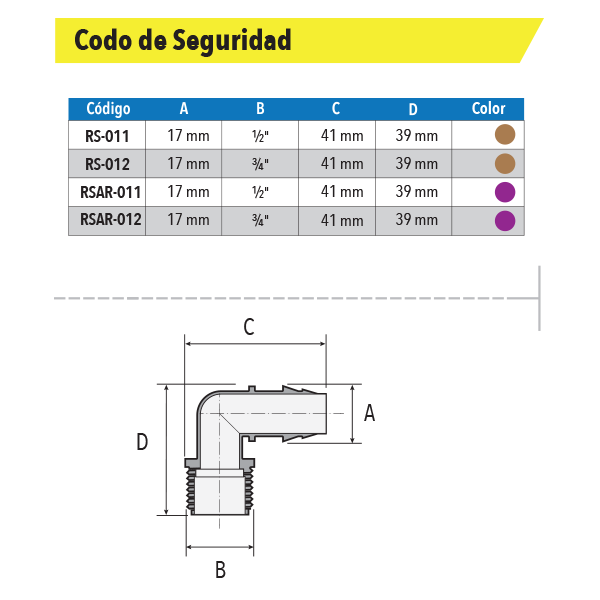 Codo de Seguridad
Código A B C D Color
RS-011 17 mm ½" 41 mm 39 mm
RS-012 17 mm ¾" 41 mm 39 mm
RSAR-011 17 mm ½" 41 mm 39 mm
RSAR-012 17 mm ¾" 41 mm 39 mm
C
A
D
B